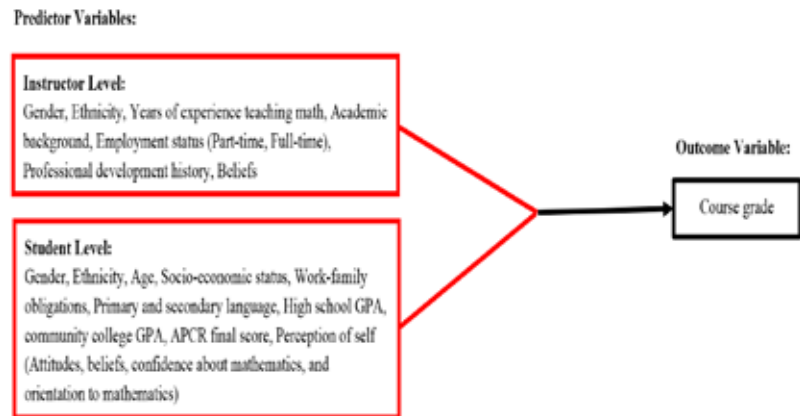 Predictor Variables:
Instructor Level:
Gender, Ethnicity, Years of experience teaching math, Academic
background, Employment status (Part-time, Full-time),
Professional development history, Beliefs
Outcome Variable:
Course grade
Student Level:
Gender, Ethnicity, Age, Socio-economic status, Work-family
obligations, Primary and secondary language, High school GPA,
community college GPA, APCR final score, Perception of self
(Attitudes, beliefs, confidence about mathematics, and
orientation to mathematics)